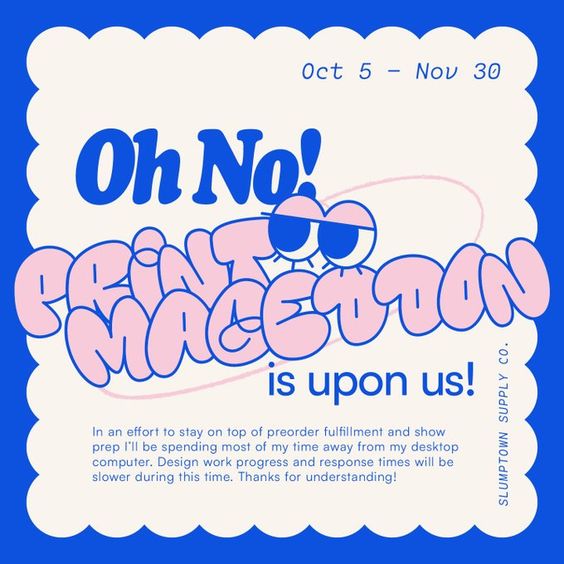 Oct 5 – Nov 30
Oh No!
PRiNT
MAGEDDON
is upon us!
In an effort to stay on top of preorder fulfillment and show
prep I'll be spending most of my time away from my desktop
computer. Design work progress and response times will be
slower during this time. Thanks for understanding!
SLUMPTOWN SUPPLY CO.